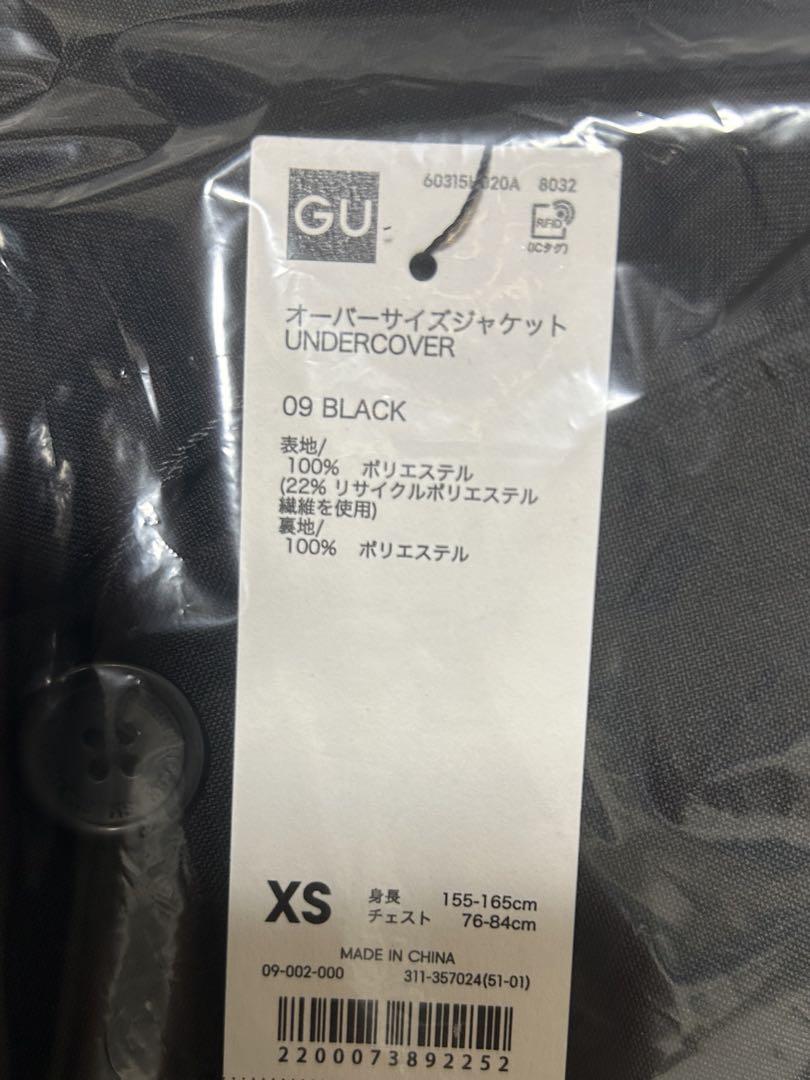 GU
8032
RFID
(ICタグ)
オーバーサイズジャケット
UNDERCOVER
09 BLACK
表地/
100% ポリエステル
(22% リサイクルポリエステル
繊維を使用)
裏地/
100% ポリエステル
XS
身長 155-165cm
チェスト 76-84cm
MADE IN CHINA
09-002-000 311-357024(51-01)
2200073892252